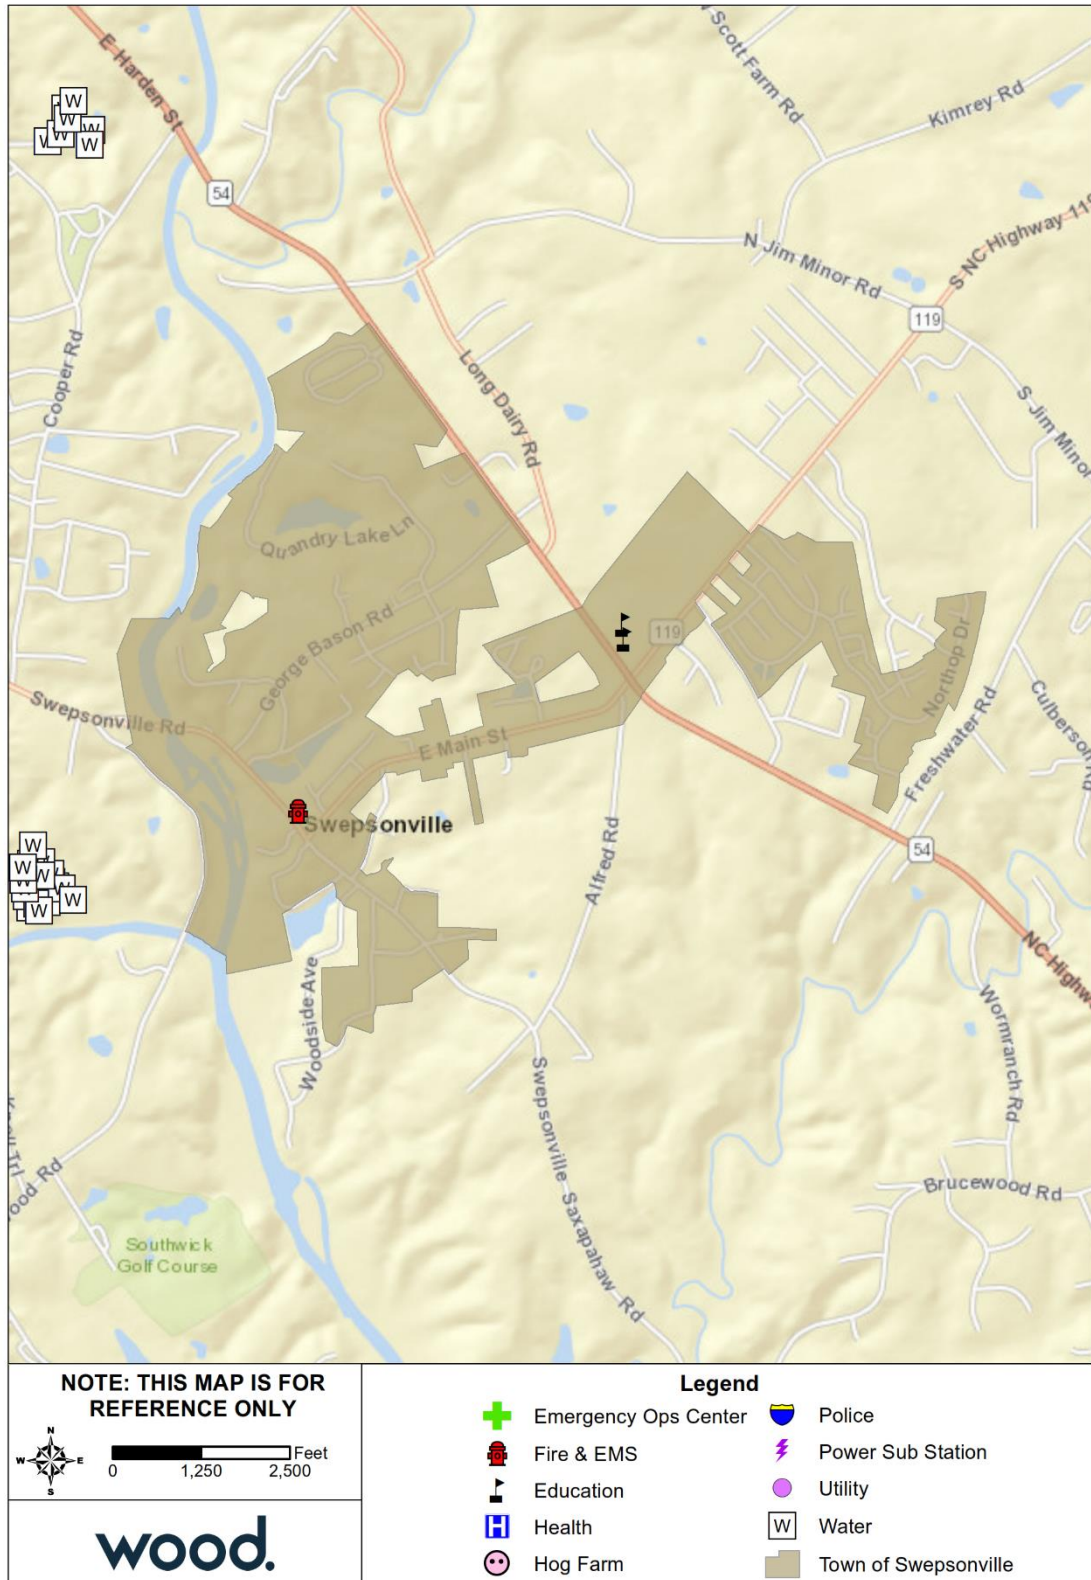 E Harden St
54
Scott Farm Rd
Kimrey Rd
N Jim Minor Rd
S NC Highway 119
119
S Jim Minor
Cooper Rd
Long Dairy Rd
Quandry Lake Ln
George Bason Rd
119
Northop Dr
Culberson
Freshwater Rd
Swepsonville Rd
E Main St
Swepsonville
Alfred Rd
54
NC Highw
Woodside Ave
Wormranch Rd
Swepsonville Saxapahaw Rd
Brucewood Rd
Trl
ood Rd
Southwick
Golf Course
W
W
W
W
W
W
W
W
W
W
W
NOTE: THIS MAP IS FOR
REFERENCE ONLY
N
W E
S
Feet
0 1,250 2,500
wood.
Legend
Emergency Ops Center
Fire & EMS
Education
H Health
Hog Farm
Police
Power Sub Station
Utility
W Water
Town of Swepsonville